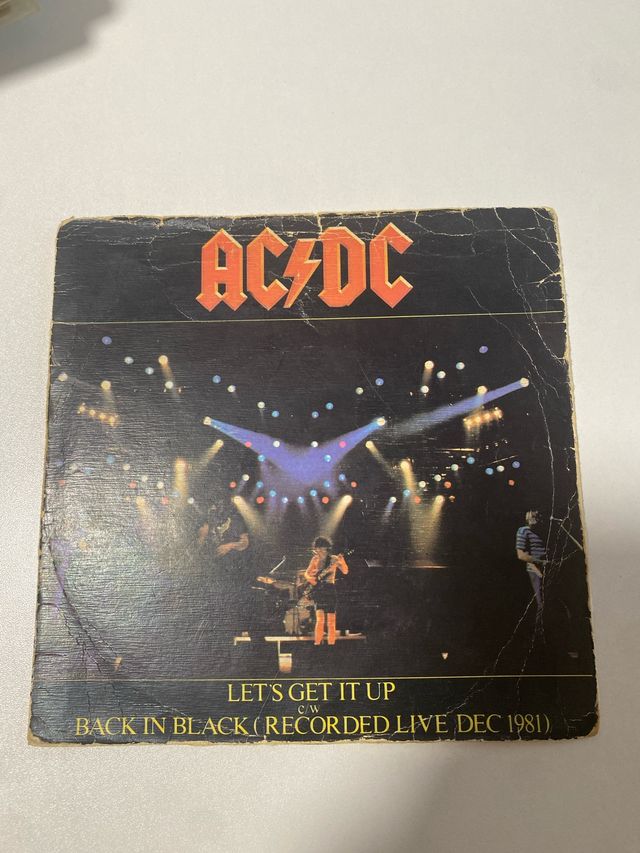 AC⚡DC
LET'S GET IT UP
C/W
BACK IN BLACK (RECORDED LIVE DEC 1981)